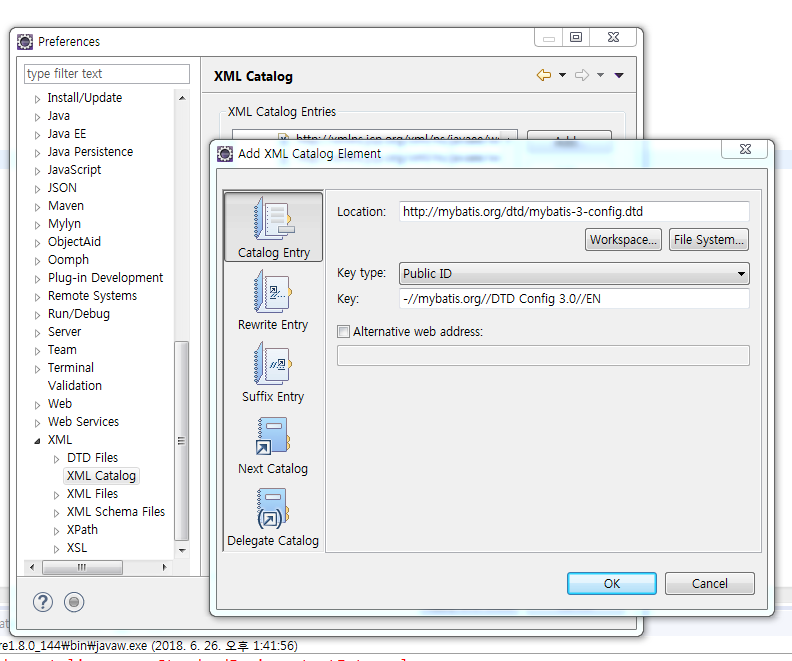 Preferences
type filter text
Install/Update
Java
Java EE
Java Persistence
JavaScript
JSON
Maven
Mylyn
ObjectAid
Oomph
Plug-in Development
Remote Systems
Run/Debug
Server
Team
Terminal
Validation
Web
Web Services
XML
DTD Files
XML Catalog
XML Files
XML Schema Files
XPath
XSL
XML Catalog
XML Catalog Entries
Add XML Catalog Element
Catalog Entry
Rewrite Entry
Suffix Entry
Next Catalog
Delegate Catalog
Location: http://mybatis.org/dtd/mybatis-3-config.dtd
Workspace... File System...
Key type: Public ID
Key: -//mybatis.org//DTD Config 3.0//EN
Alternative web address:
OK Cancel
re1.8.0_144₩bin₩javaw.exe (2018. 6. 26. 오후 1:41:56)